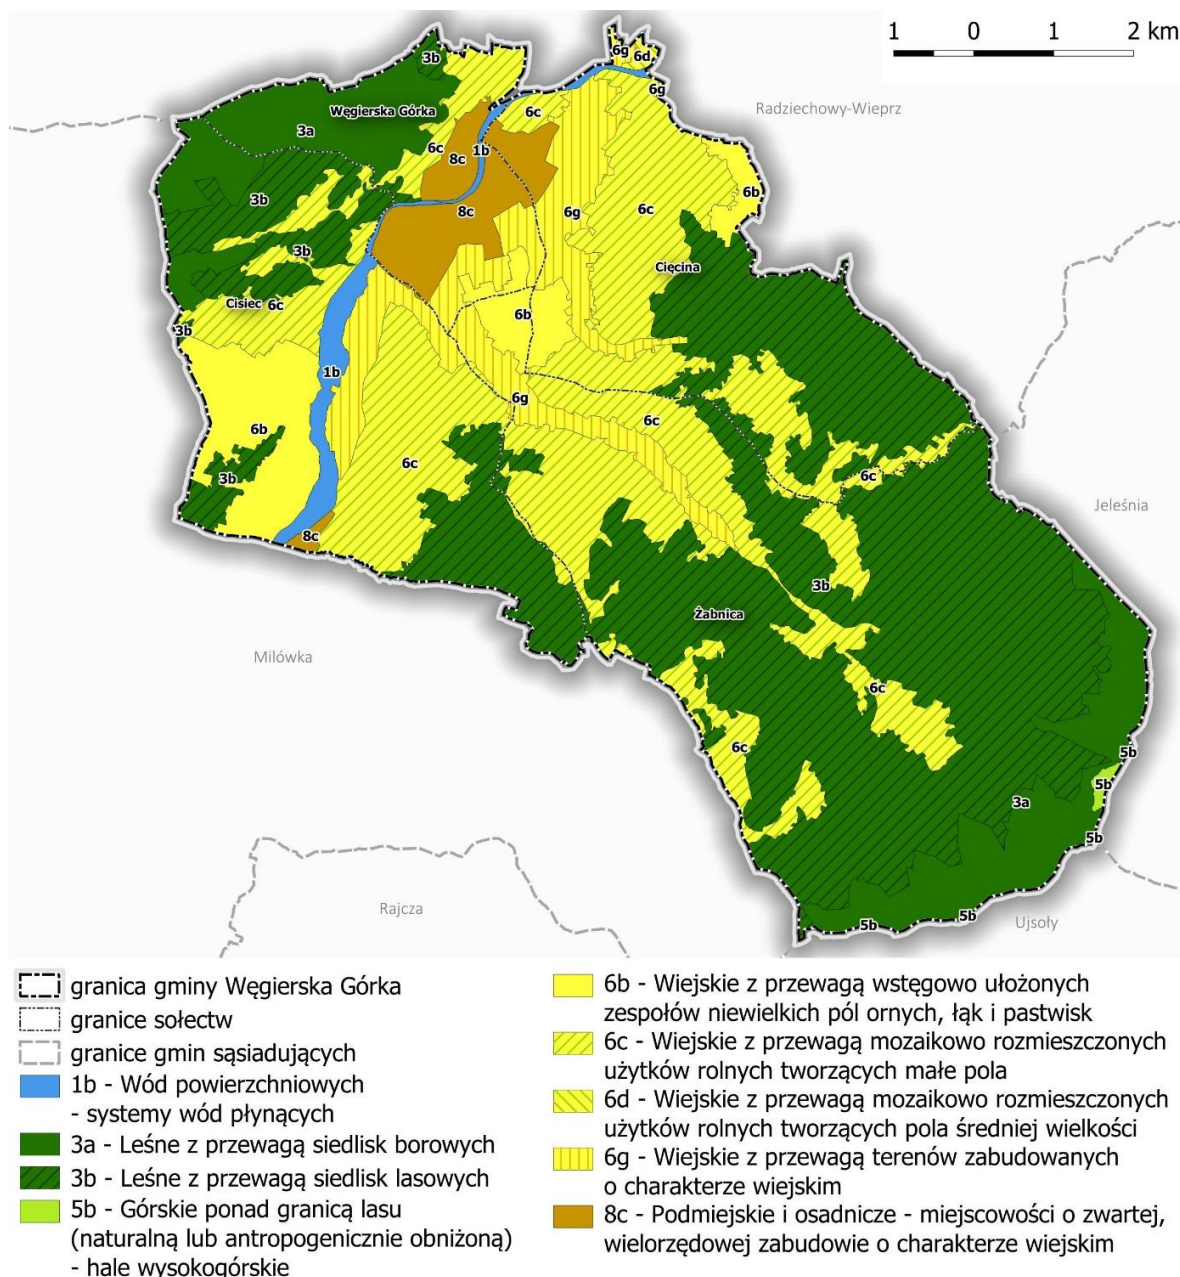 1 0 1 2 km
3b
6g
6d
6g
Radziechowy-Wieprz
Węgierska Górka
6c
3a
1b
6c
8c
3b
6b
8c
6g
6c
3b
Cięcina
Cisiec
6c
6b
3b
1b
6g
6c
6b
6c
3b
6c
Jeleśnia
8c
3b
Żabnica
Milówka
6c
6c
5b
5b
3a
5b
Rajcza
5b
5b
Ujsoły
granica gminy Węgierska Górka
granice sołectw
granice gmin sąsiadujących
1b - Wód powierzchniowych
- systemy wód płynących
3a - Leśne z przewagą siedlisk borowych
3b - Leśne z przewagą siedlisk lasowych
5b - Górskie ponad granicą lasu
(naturalną lub antropogenicznie obniżoną)
- hale wysokogórskie
6b - Wiejskie z przewagą wstęgowo ułożonych
zespołów niewielkich pól ornych, łąk i pastwisk
6c - Wiejskie z przewagą mozaikowo rozmieszczonych
użytków rolnych tworzących małe pola
6d - Wiejskie z przewagą mozaikowo rozmieszczonych
użytków rolnych tworzących pola średniej wielkości
6g - Wiejskie z przewagą terenów zabudowanych
o charakterze wiejskim
8c - Podmiejskie i osadnicze - miejscowości o zwartej,
wielorzędowej zabudowie o charakterze wiejskim